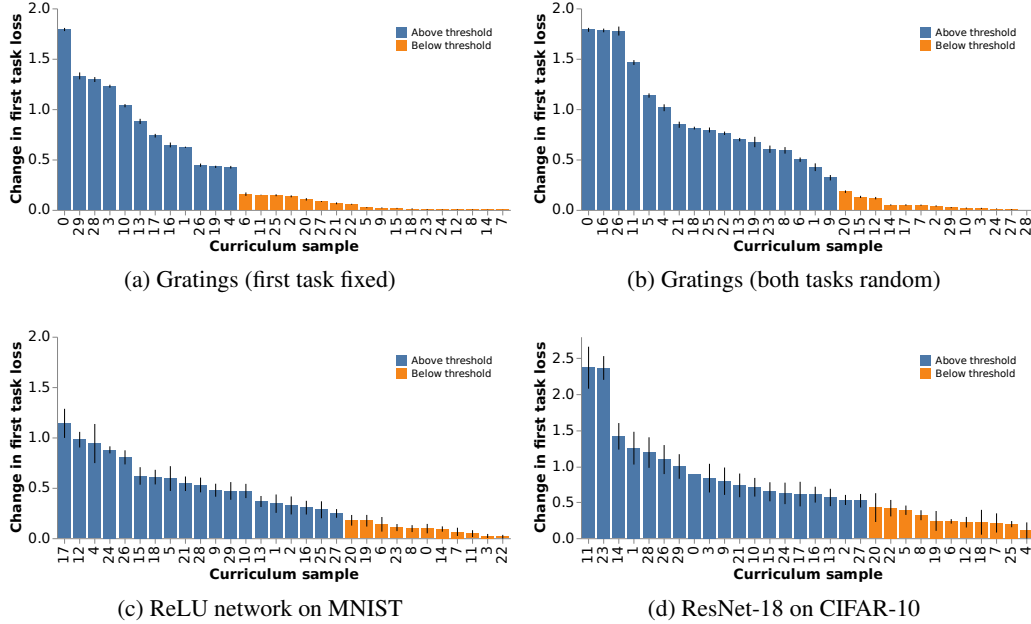 2.0
1.5
1.0
0.5
0.0
Change in first task loss
Above threshold
Below threshold
0 29 28 3 10 13 17 16 1 26 19 4 6 11 25 2 20 27 21 22 5 9 15 18 23 24 12 8 14 7
Curriculum sample
(a) Gratings (first task fixed)
2.0
1.5
1.0
0.5
0.0
Change in first task loss
Above threshold
Below threshold
0 16 26 11 5 4 21 18 25 22 13 19 23 8 6 1 9 20 15 12 14 17 7 2 29 10 3 24 27 28
Curriculum sample
(b) Gratings (both tasks random)
2.0
1.5
1.0
0.5
0.0
Change in first task loss
Above threshold
Below threshold
17 12 4 24 26 15 18 5 21 28 9 29 10 13 1 2 16 25 27 20 19 6 23 8 0 14 7 11 3 22
Curriculum sample
(c) ReLU network on MNIST
2.5
2.0
1.5
1.0
0.5
0.0
Change in first task loss
Above threshold
Below threshold
11 23 14 1 28 26 29 0 3 9 21 10 15 24 17 16 13 2 27 20 22 5 8 19 6 12 18 7 25 4
Curriculum sample
(d) ResNet-18 on CIFAR-10